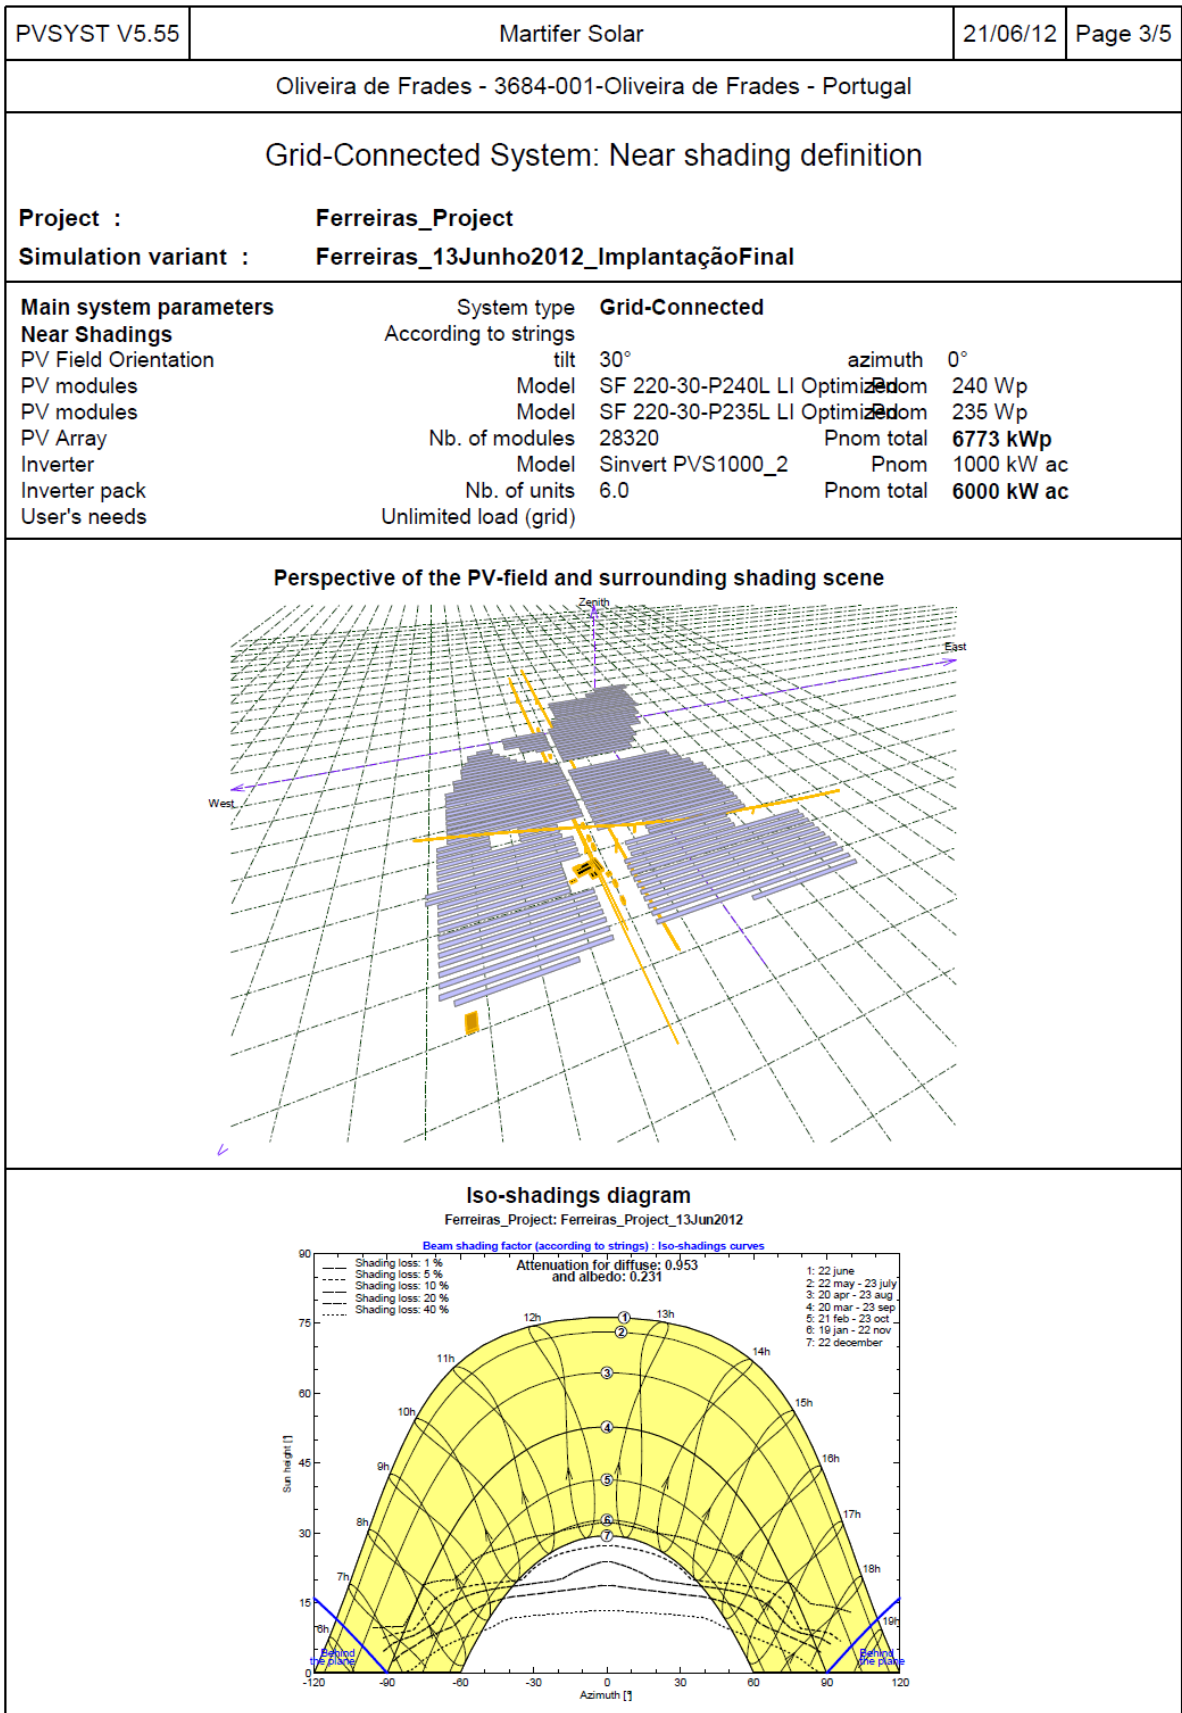 PVSYST V5.55 Martifer Solar 21/06/12 Page 3/5
Oliveira de Frades - 3684-001-Oliveira de Frades - Portugal
Grid-Connected System: Near shading definition
Project : Ferreiras_Project
Simulation variant : Ferreiras_13Junho2012_ImplantaçãoFinal
Main system parameters System type Grid-Connected
Near Shadings According to strings
PV Field Orientation tilt 30° azimuth 0°
PV modules Model SF 220-30-P240L LI Optimized Pnom 240 Wp
PV modules Model SF 220-30-P235L LI Optimized Pnom 235 Wp
PV Array Nb. of modules 28320 Pnom total 6773 kWp
Inverter Model Sinvert PVS1000_2 Pnom 1000 kW ac
Inverter pack Nb. of units 6.0 Pnom total 6000 kW ac
User's needs Unlimited load (grid)
Perspective of the PV-field and surrounding shading scene
Zenith
East
West
Iso-shadings diagram
Ferreiras_Project: Ferreiras_Project_13Jun2012
Beam shading factor (according to strings) : Iso-shadings curves
Attenuation for diffuse: 0.953
and albedo: 0.231
Shading loss: 1 %
Shading loss: 5 %
Shading loss: 10 %
Shading loss: 20 %
Shading loss: 40 %
1: 22 june
2: 22 may - 23 july
3: 20 apr - 23 aug
4: 20 mar - 23 sep
5: 21 feb - 23 oct
6: 19 jan - 22 nov
7: 22 december
90
75
60
45
30
15
0
Sun height [°]
6h
7h
8h
9h
10h
11h
12h
13h
14h
15h
16h
17h
18h
19h
1
2
3
4
5
6
7
Behind
the plane
Behind
the plane
-120 -90 -60 -30 0 30 60 90 120
Azimuth [°]